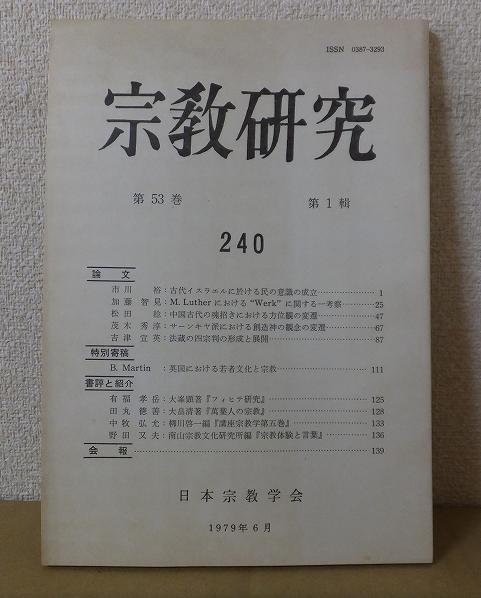 ISSN 0387-3293
宗教研究
第 53 巻 第 1 輯
240
論文
市川 裕：古代イスラエルに於ける民の意識の成立…………… 1
加藤智見：M. Luther における “Werk” に関する一考察…………25
松田 稔：中国古代の魂招きにおける方位観の変遷……………47
茂木秀淳：サーンキヤ派における創造神の観念の変遷……………67
吉津宜英：法蔵の四宗判の形成と展開……………87
特別寄稿
B. Martin：英国における若者文化と宗教……………111
書評と紹介
有福孝岳：大峯顕著『フィヒテ研究』……………125
田丸徳善：大畠清著『萬葉人の宗教』……………128
中牧弘允：柳川啓一編『講座宗教学第五巻』……………133
野田又夫：南山宗教文化研究所編『宗教体験と言葉』……………136
会報……………139
日本宗教学会
1979年6月